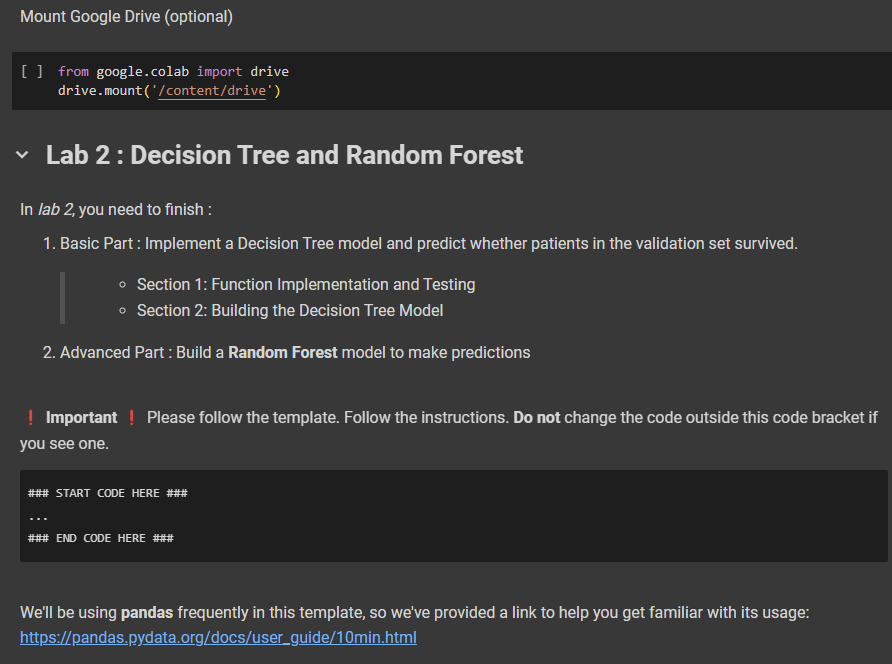 Mount Google Drive (optional)
[ ] from google.colab import drive
drive.mount('/content/drive')
Lab 2 : Decision Tree and Random Forest
In lab 2, you need to finish :
1. Basic Part : Implement a Decision Tree model and predict whether patients in the validation set survived.
◦ Section 1: Function Implementation and Testing
◦ Section 2: Building the Decision Tree Model
2. Advanced Part : Build a Random Forest model to make predictions
❗ Important ❗ Please follow the template. Follow the instructions. Do not change the code outside this code bracket if
you see one.
### START CODE HERE ###
...
### END CODE HERE ###
We'll be using pandas frequently in this template, so we've provided a link to help you get familiar with its usage:
https://pandas.pydata.org/docs/user_guide/10min.html